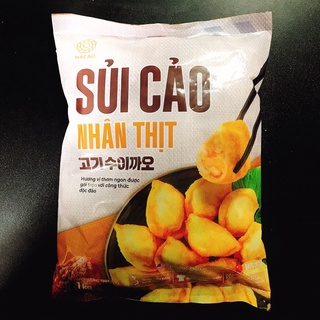 SỦI CẢO
NHÂN THỊT
고기 수이까오
Hương vị thơm ngon được
gói trọn với công thức
độc đáo